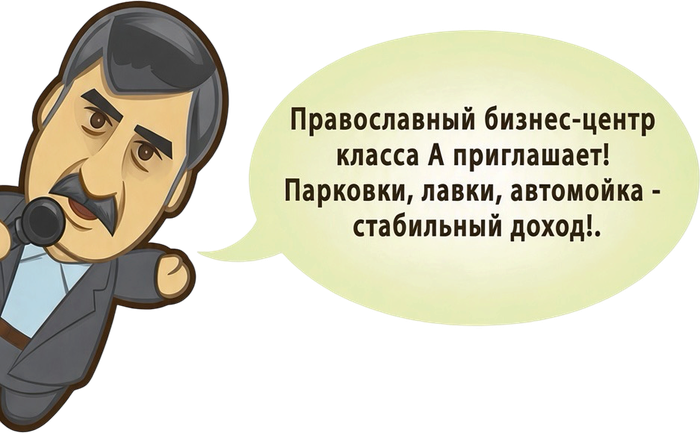 Православный бизнес-центр
класса А приглашает!
Парковки, лавки, автомойка -
стабильный доход!.